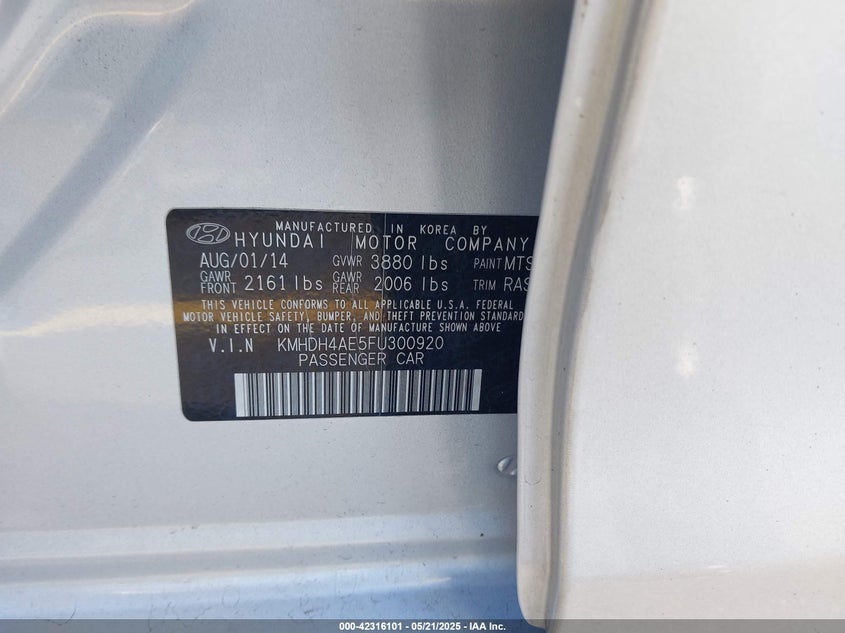 MANUFACTURED IN KOREA BY
HYUNDAI MOTOR COMPANY
AUG/01/14 GVWR 3880 lbs PAINT MTS
GAWR FRONT 2161 lbs GAWR REAR 2006 lbs TRIM RAS
THIS VEHICLE CONFORMS TO ALL APPLICABLE U.S.A. FEDERAL
MOTOR VEHICLE SAFETY, BUMPER, AND THEFT PREVENTION STANDARD
IN EFFECT ON THE DATE OF MANUFACTURE SHOWN ABOVE.
V.I.N KMHDH4AE5FU300920
PASSENGER CAR
000-42316101 - 05/21/2025 - IAA Inc.